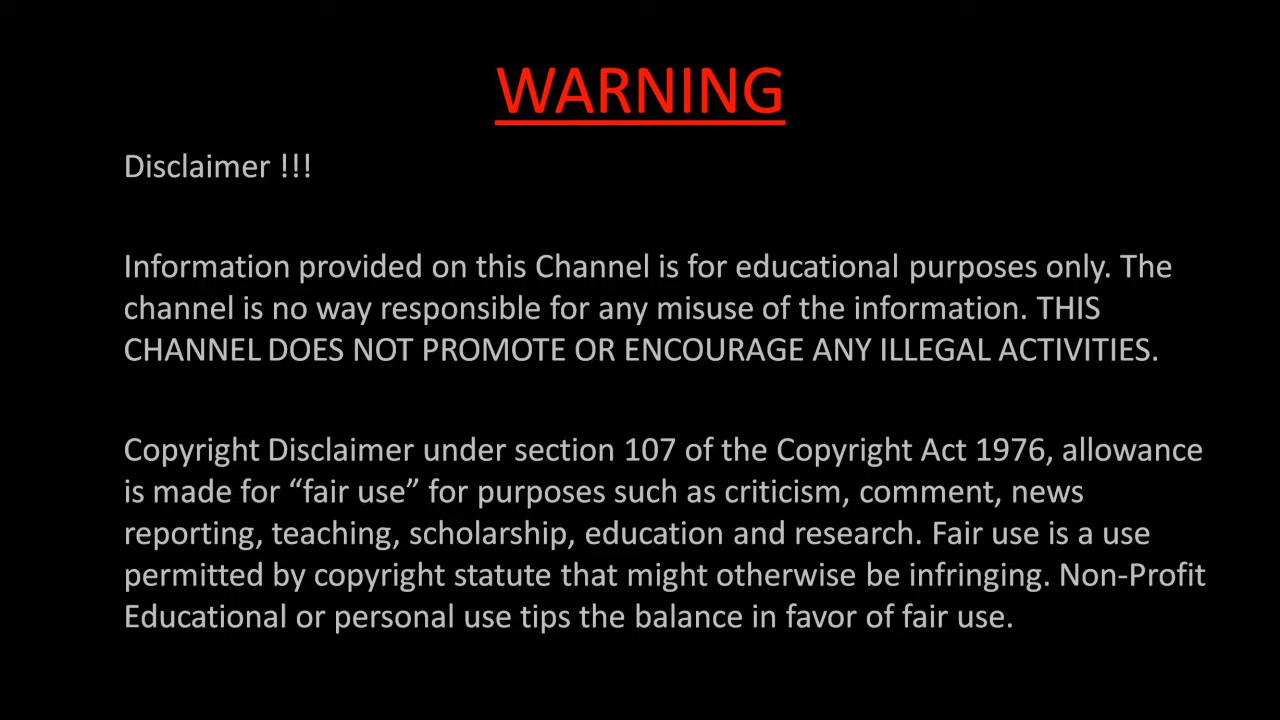 WARNING
Disclaimer !!!
Information provided on this Channel is for educational purposes only. The
channel is no way responsible for any misuse of the information. THIS
CHANNEL DOES NOT PROMOTE OR ENCOURAGE ANY ILLEGAL ACTIVITIES.
Copyright Disclaimer under section 107 of the Copyright Act 1976, allowance
is made for “fair use” for purposes such as criticism, comment, news
reporting, teaching, scholarship, education and research. Fair use is a use
permitted by copyright statute that might otherwise be infringing. Non-Profit
Educational or personal use tips the balance in favor of fair use.